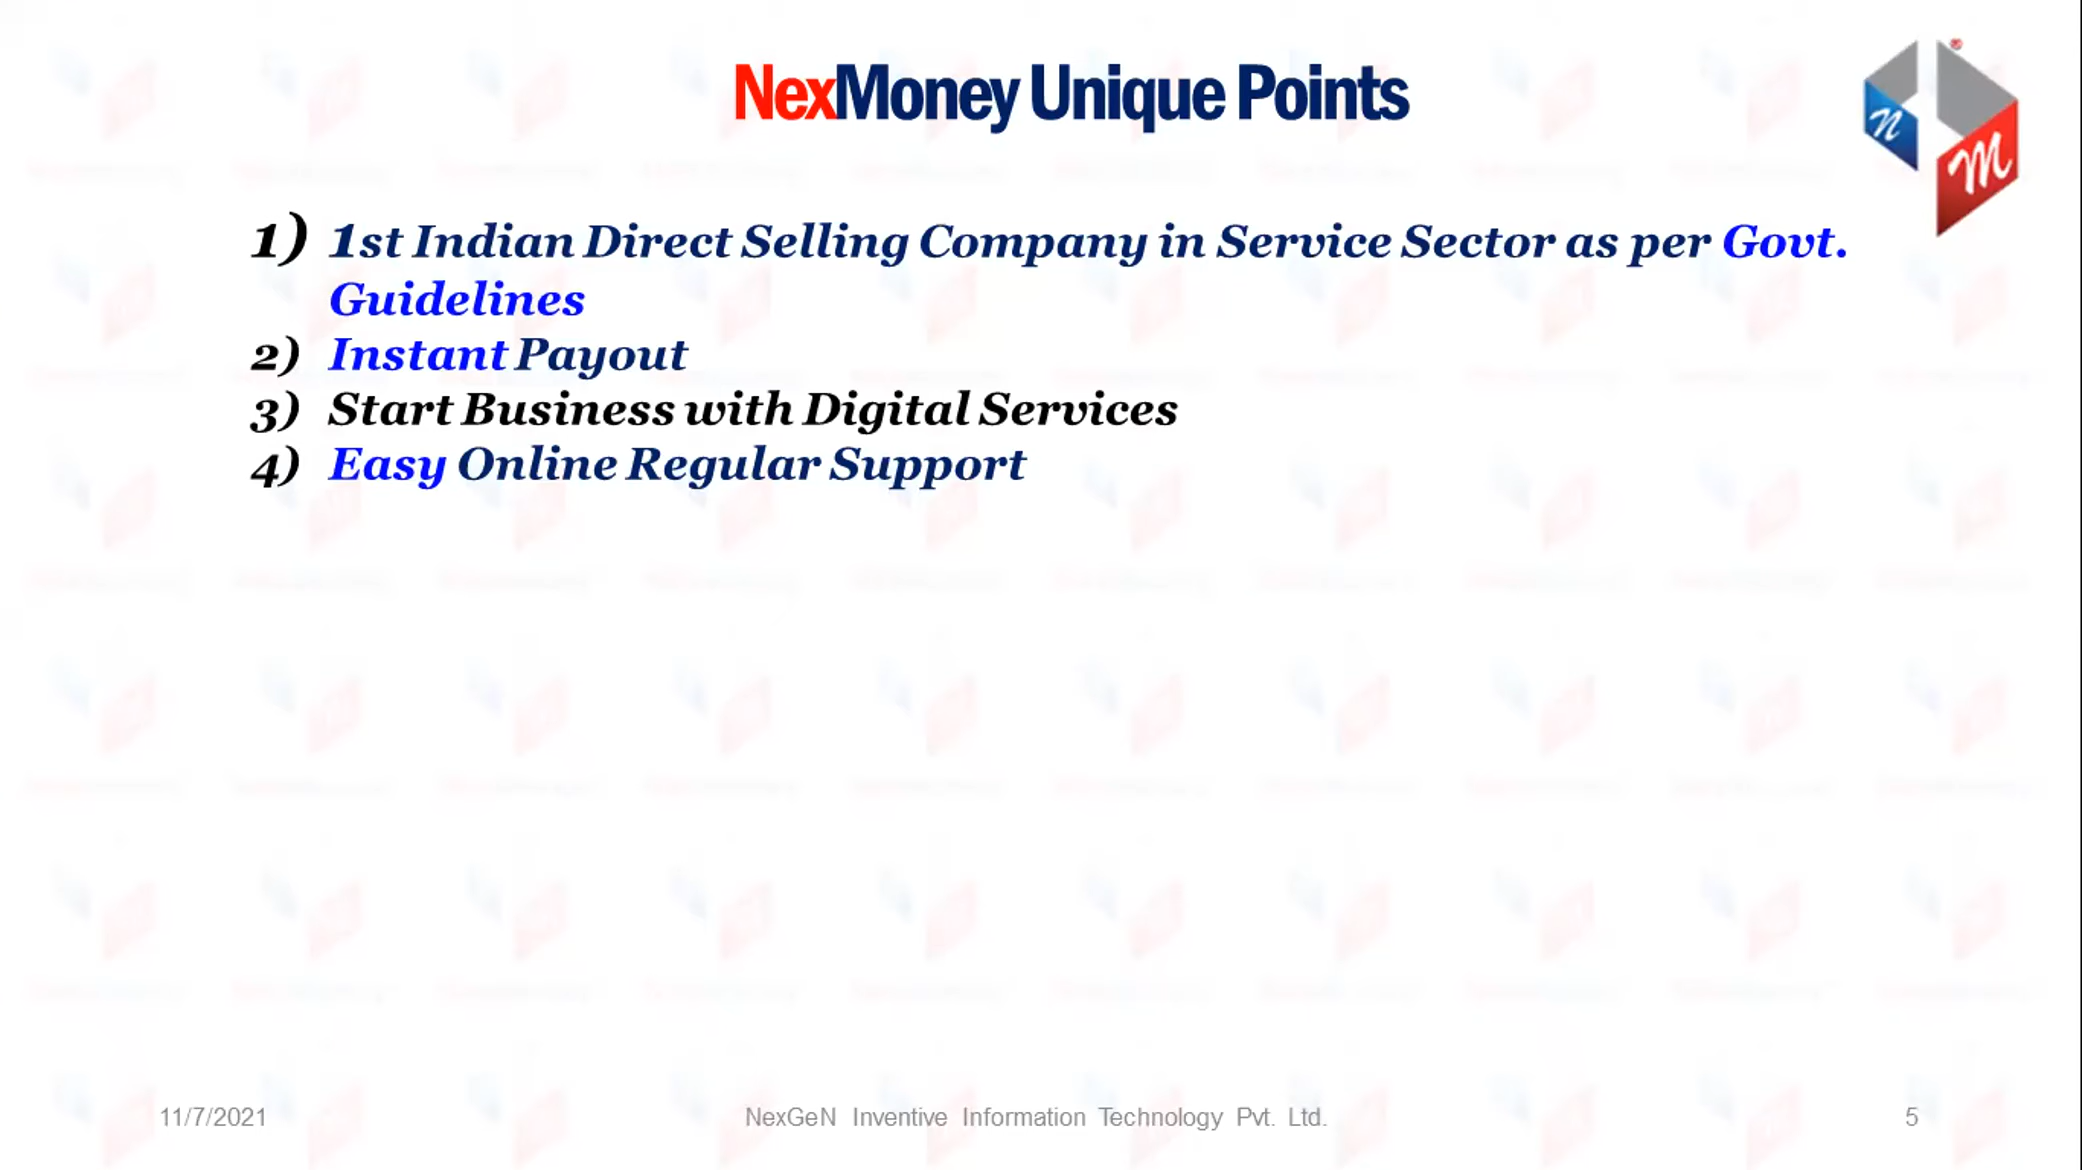 NexMoney Unique Points
n
M
1) 1st Indian Direct Selling Company in Service Sector as per Govt.
Guidelines
2) Instant Payout
3) Start Business with Digital Services
4) Easy Online Regular Support
11/7/2021 NexGeN Inventive Information Technology Pvt. Ltd. 5